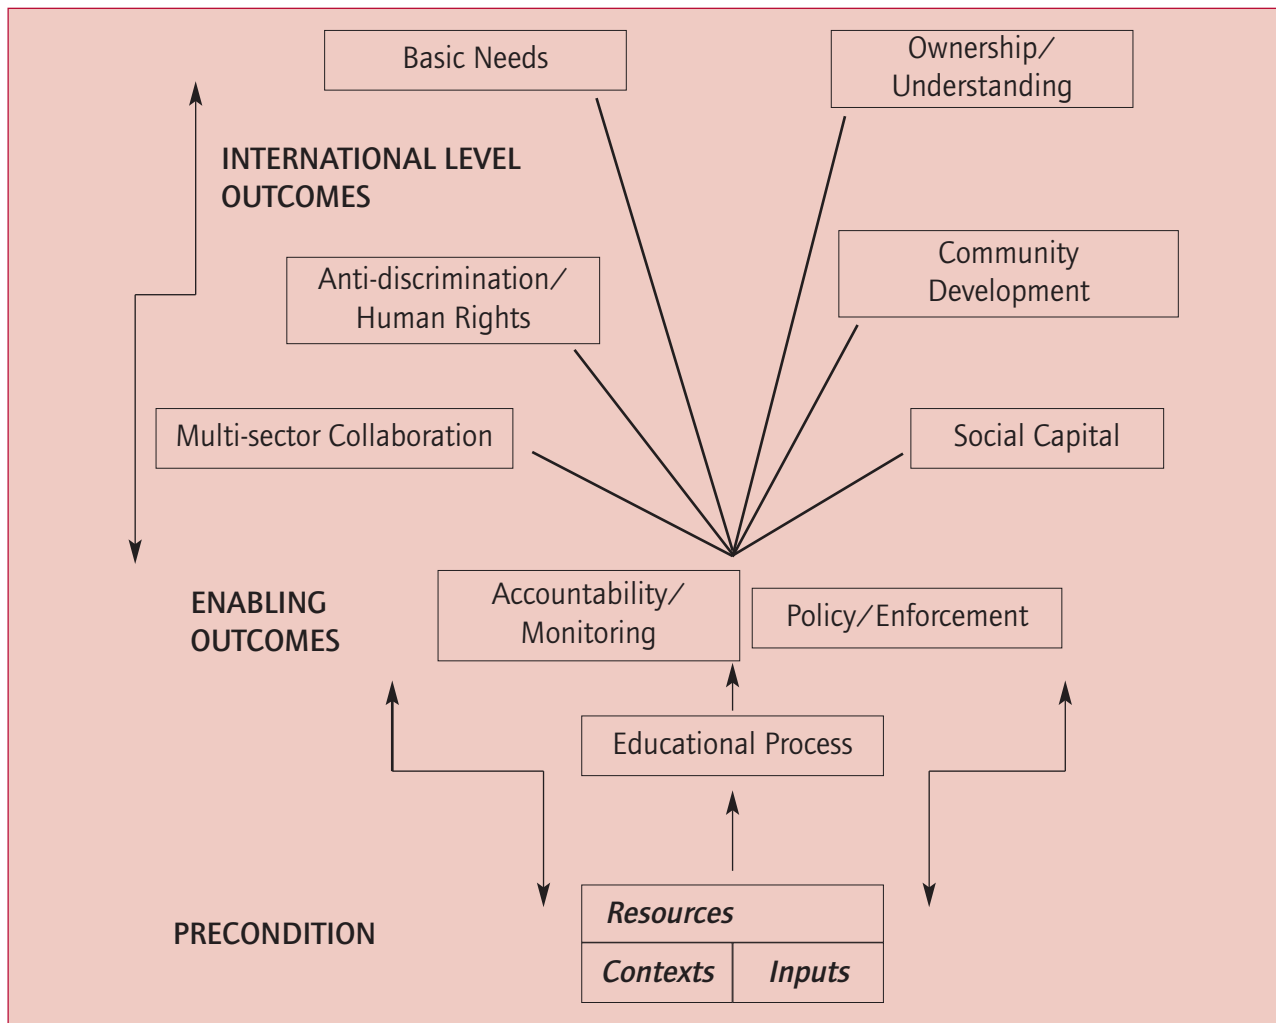 Basic Needs
Ownership/
Understanding
INTERNATIONAL LEVEL
OUTCOMES
Anti-discrimination/
Human Rights
Community
Development
Multi-sector Collaboration
Social Capital
ENABLING
OUTCOMES
Accountability/
Monitoring
Policy/Enforcement
Educational Process
PRECONDITION
Resources
Contexts
Inputs